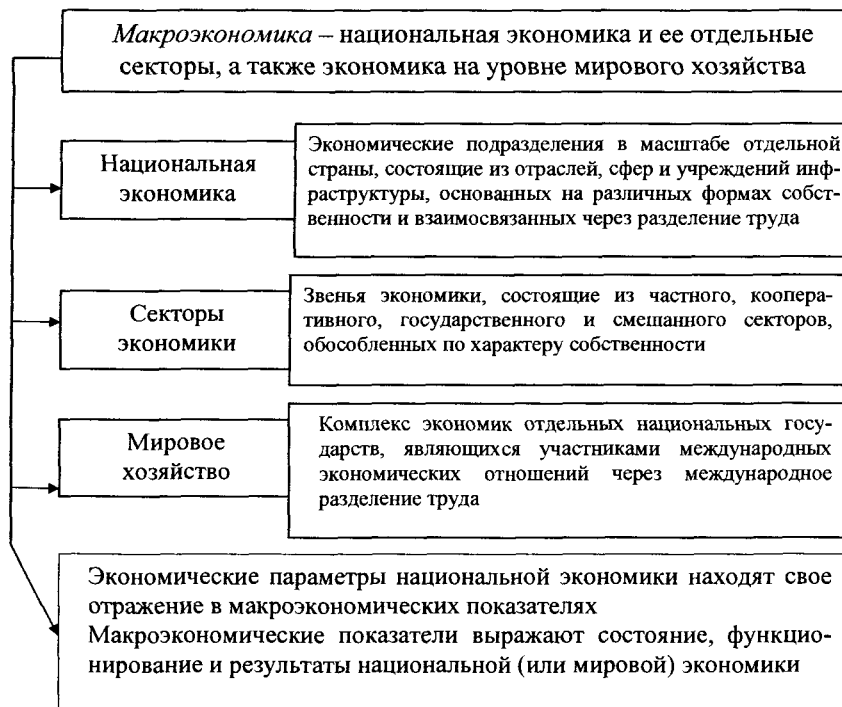 Макроэкономика – национальная экономика и ее отдельные
секторы, а также экономика на уровне мирового хозяйства
Национальная
экономика
Экономические подразделения в масштабе отдельной
страны, состоящие из отраслей, сфер и учреждений инф-
раструктуры, основанных на различных формах собст-
венности и взаимосвязанных через разделение труда
Секторы
экономики
Звенья экономики, состоящие из частного, коопера-
тивного, государственного и смешанного секторов,
обособленных по характеру собственности
Мировое
хозяйство
Комплекс экономик отдельных национальных госу-
дарств, являющихся участниками международных
экономических отношений через международное
разделение труда
Экономические параметры национальной экономики находят свое
отражение в макроэкономических показателях
Макроэкономические показатели выражают состояние, функцио-
нирование и результаты национальной (или мировой) экономики